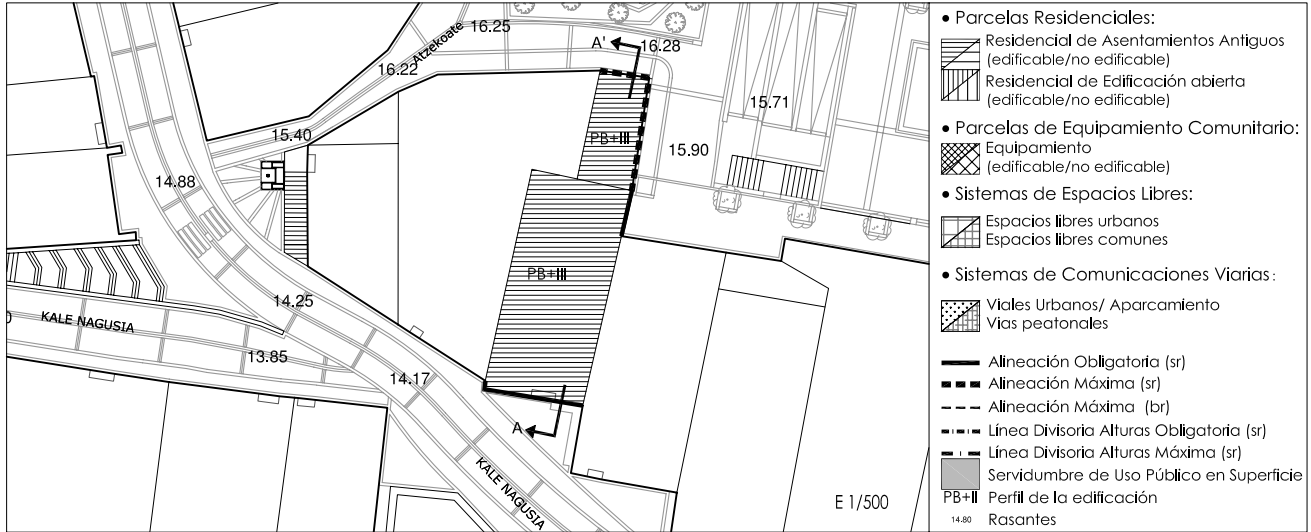 16.25
Atzekoate
16.22
A'
16.28
15.71
15.40
PB+III
15.90
14.88
PB+III
14.25
KALE NAGUSIA
13.85
14.17
A
KALE NAGUSIA
E 1/500
• Parcelas Residenciales:
Residencial de Asentamientos Antiguos
(edificable/no edificable)
Residencial de Edificación abierta
(edificable/no edificable)
• Parcelas de Equipamiento Comunitario:
Equipamiento
(edificable/no edificable)
• Sistemas de Espacios Libres:
Espacios libres urbanos
Espacios libres comunes
• Sistemas de Comunicaciones Viarias:
Viales Urbanos/ Aparcamiento
Vias peatonales
Alineación Obligatoria (sr)
Alineación Máxima (sr)
Alineación Máxima (br)
Línea Divisoria Alturas Obligatoria (sr)
Línea Divisoria Alturas Máxima (sr)
Servidumbre de Uso Público en Superficie
PB+II Perfil de la edificación
14.80 Rasantes